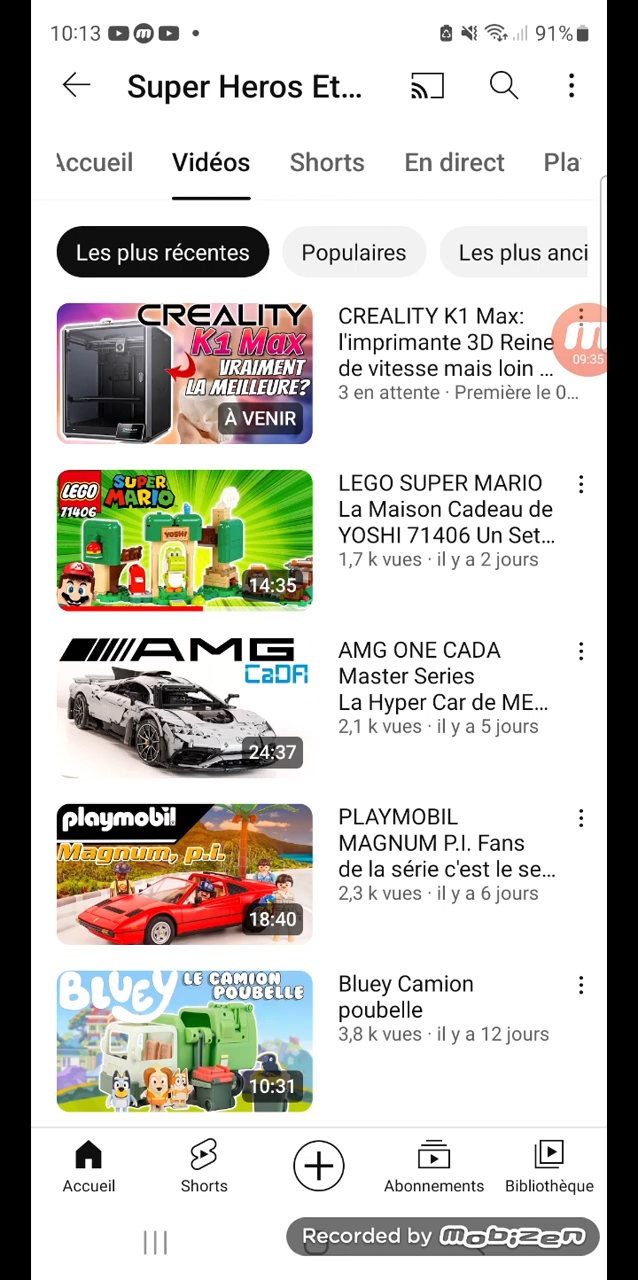 10:13
91%
Super Heros Et...
Accueil
Vidéos
Shorts
En direct
Les plus récentes
Populaires
Les plus anci
CREALITY
K1 Max
VRAIMENT
LA MEILLEURE?
À VENIR
CREALITY K1 Max:
l'imprimante 3D Reine
de vitesse mais loin ...
3 en attente · Première le 0...
09:35
LEGO
SUPER
MARIO
71406
YOSHI
14:35
LEGO SUPER MARIO
La Maison Cadeau de
YOSHI 71406 Un Set...
1,7 k vues · il y a 2 jours
AMG
CaDA
24:37
AMG ONE CADA
Master Series
La Hyper Car de ME...
2,1 k vues · il y a 5 jours
playmobil
Magnum, p.i.
18:40
PLAYMOBIL
MAGNUM P.I. Fans
de la série c'est le se...
2,3 k vues · il y a 6 jours
BLUEY
LE CAMION
POUBELLE
10:31
Bluey Camion
poubelle
3,8 k vues · il y a 12 jours
Accueil
Shorts
Abonnements
Bibliothèque
Recorded by mobizen